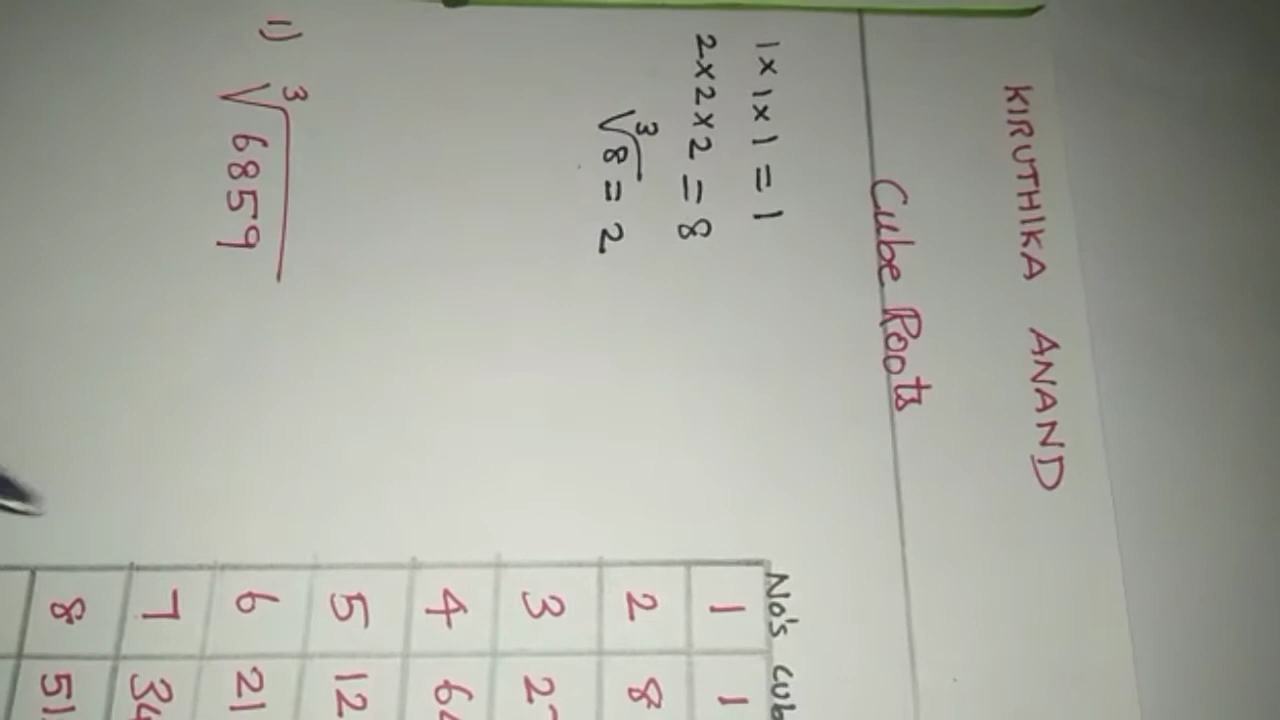 KIRUTHIKA ANAND
Cube Roots
1 x 1 x 1 = 1
2 x 2 x 2 = 8
∛8 = 2
1) ∛6859
No's
1 1
2 8
3
4
5
6
7
8